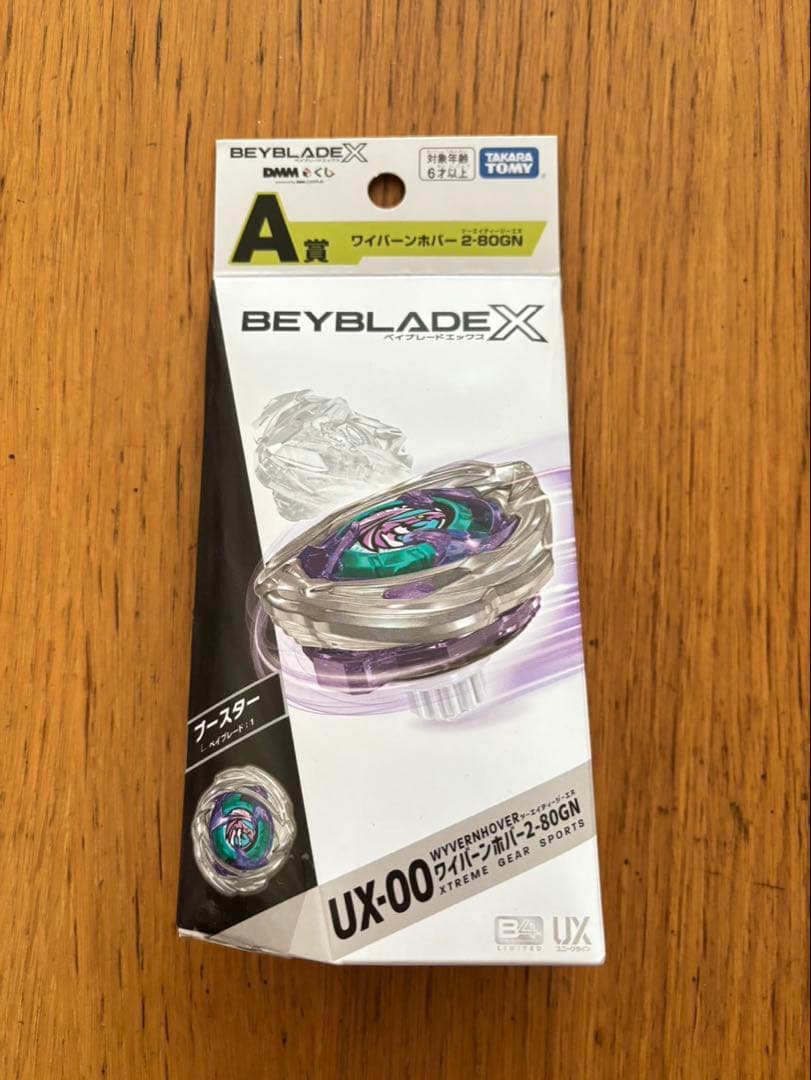 BEYBLADE X
ベイブレードエックス
DMMくじ
対象年齢
6才以上
TAKARA
TOMY
A賞
ツーエイティージーエヌ
ワイバーンホバー 2-80GN
BEYBLADE X
ベイブレードエックス
ブースター
ベイブレード:1
UX-00
WYVERNHOVER ツーエイティージーエヌ
ワイバーンホバー2-80GN
XTREME GEAR SPORTS
B4
LIMITED
UX
ユニークライン